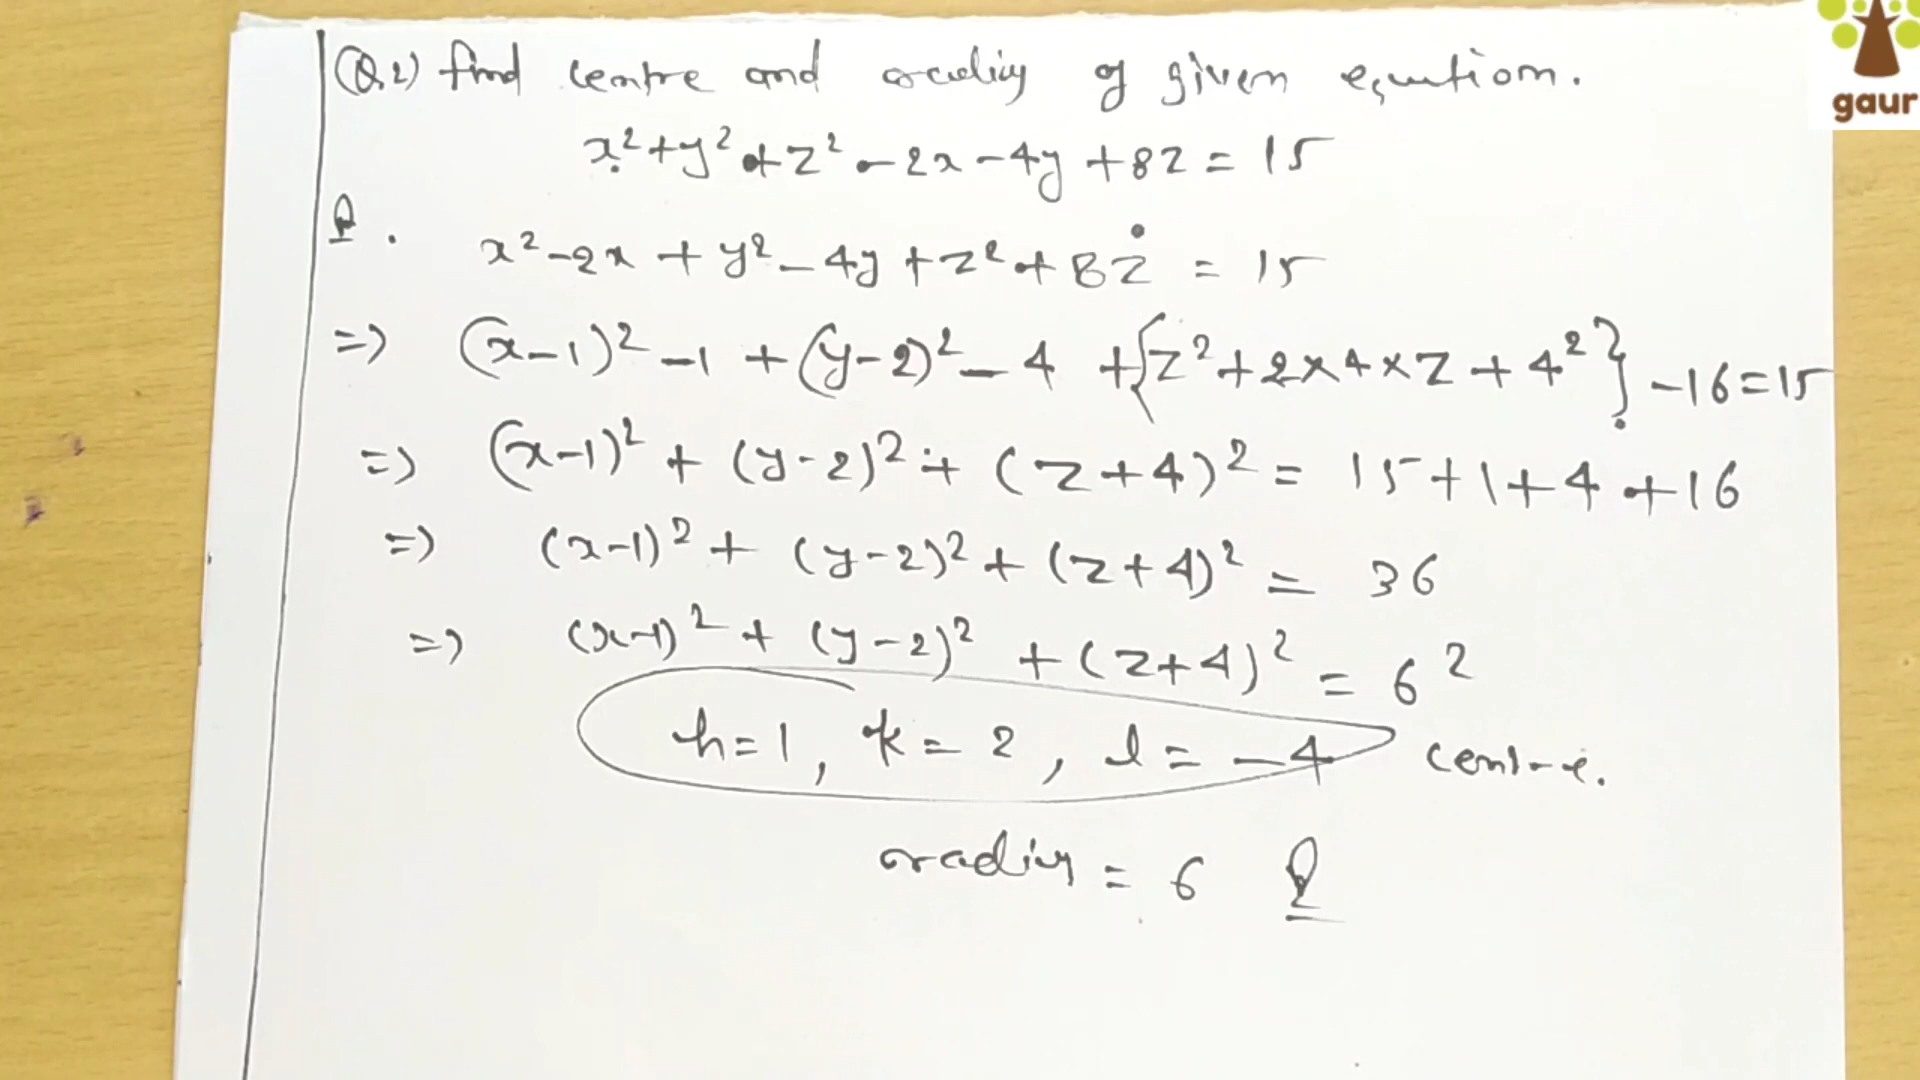 Q.2) find centre and radius of given equation.
x²+y²+z²-2x-4y+8z=15
x²-2x+y²-4y+z²+8z=15
=> (x-1)²-1+(y-2)²-4+{z²+2×4×z+4²}-16=15
=> (x-1)²+(y-2)²+(z+4)²=15+1+4+16
=> (x-1)²+(y-2)²+(z+4)²=36
=> (x-1)²+(y-2)²+(z+4)²=6²
h=1, k=2, l=-4 centre.
radius=6
gaur